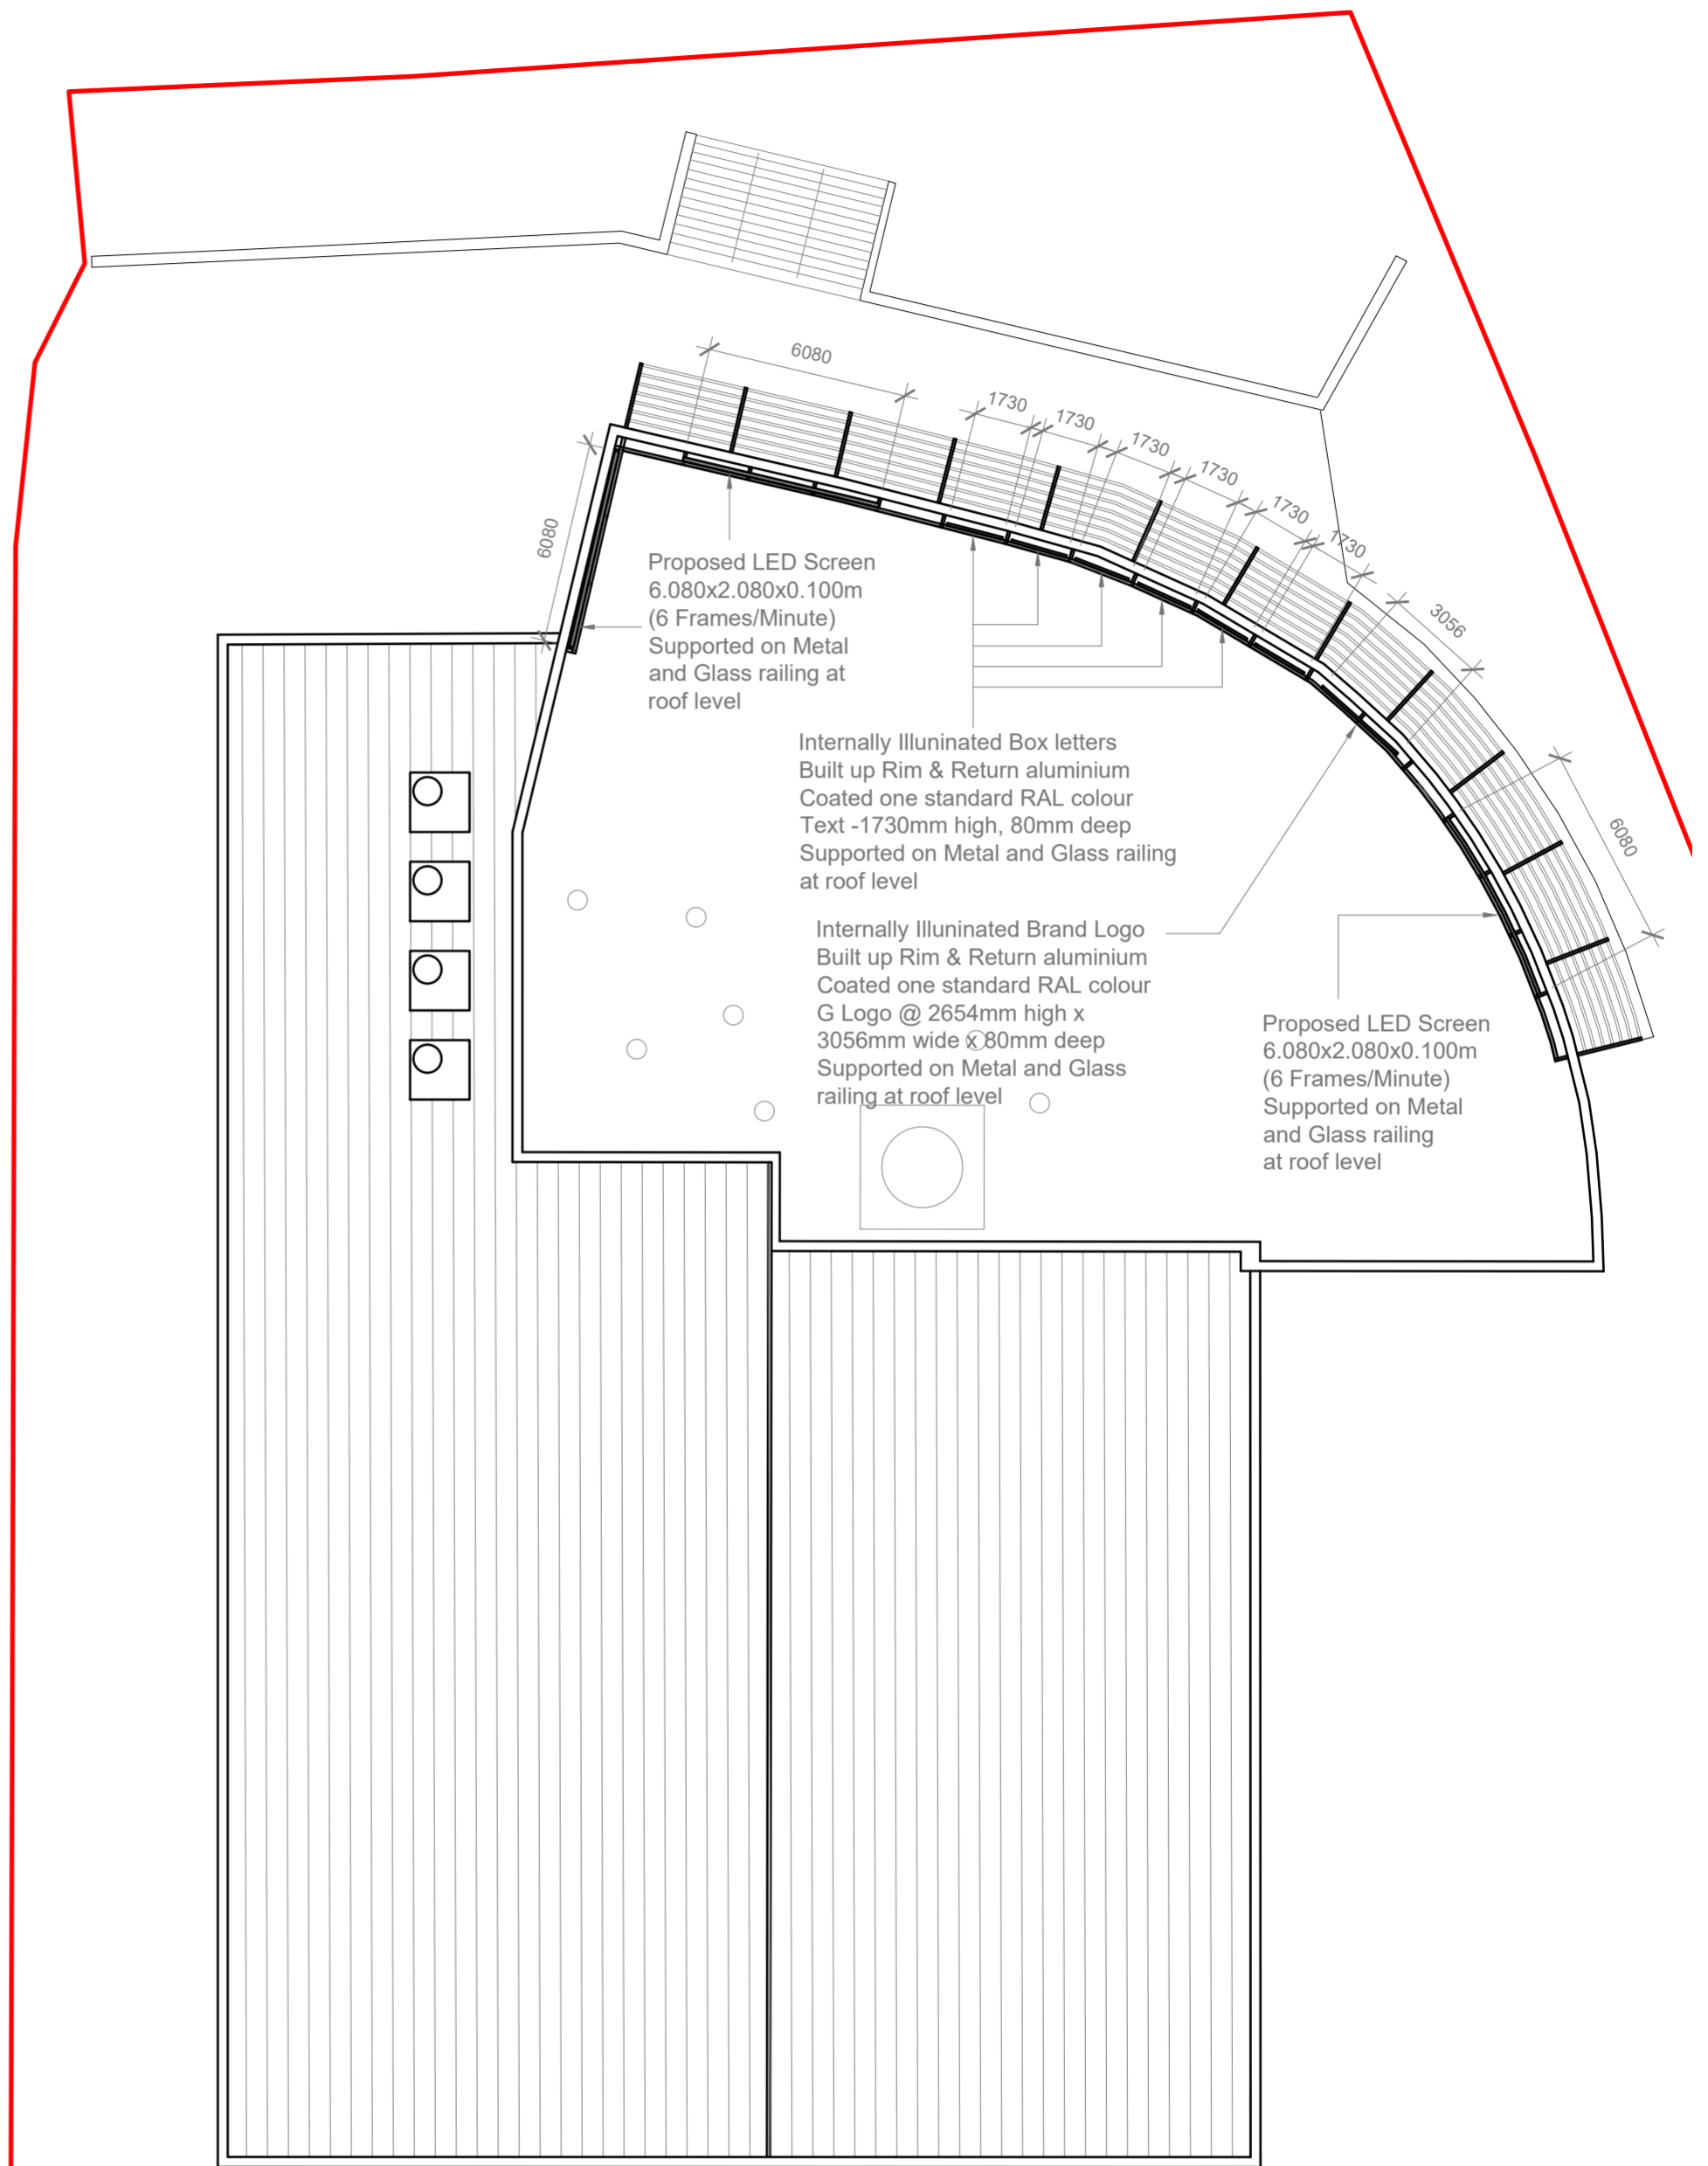 6080
1730
1730
1730
1730
1730
1730
3056
6080
6080
Proposed LED Screen
6.080x2.080x0.100m
(6 Frames/Minute)
Supported on Metal
and Glass railing at
roof level
Internally Illuninated Box letters
Built up Rim & Return aluminium
Coated one standard RAL colour
Text -1730mm high, 80mm deep
Supported on Metal and Glass railing
at roof level
Internally Illuninated Brand Logo
Built up Rim & Return aluminium
Coated one standard RAL colour
G Logo @ 2654mm high x
3056mm wide x 80mm deep
Supported on Metal and Glass
railing at roof level
Proposed LED Screen
6.080x2.080x0.100m
(6 Frames/Minute)
Supported on Metal
and Glass railing
at roof level